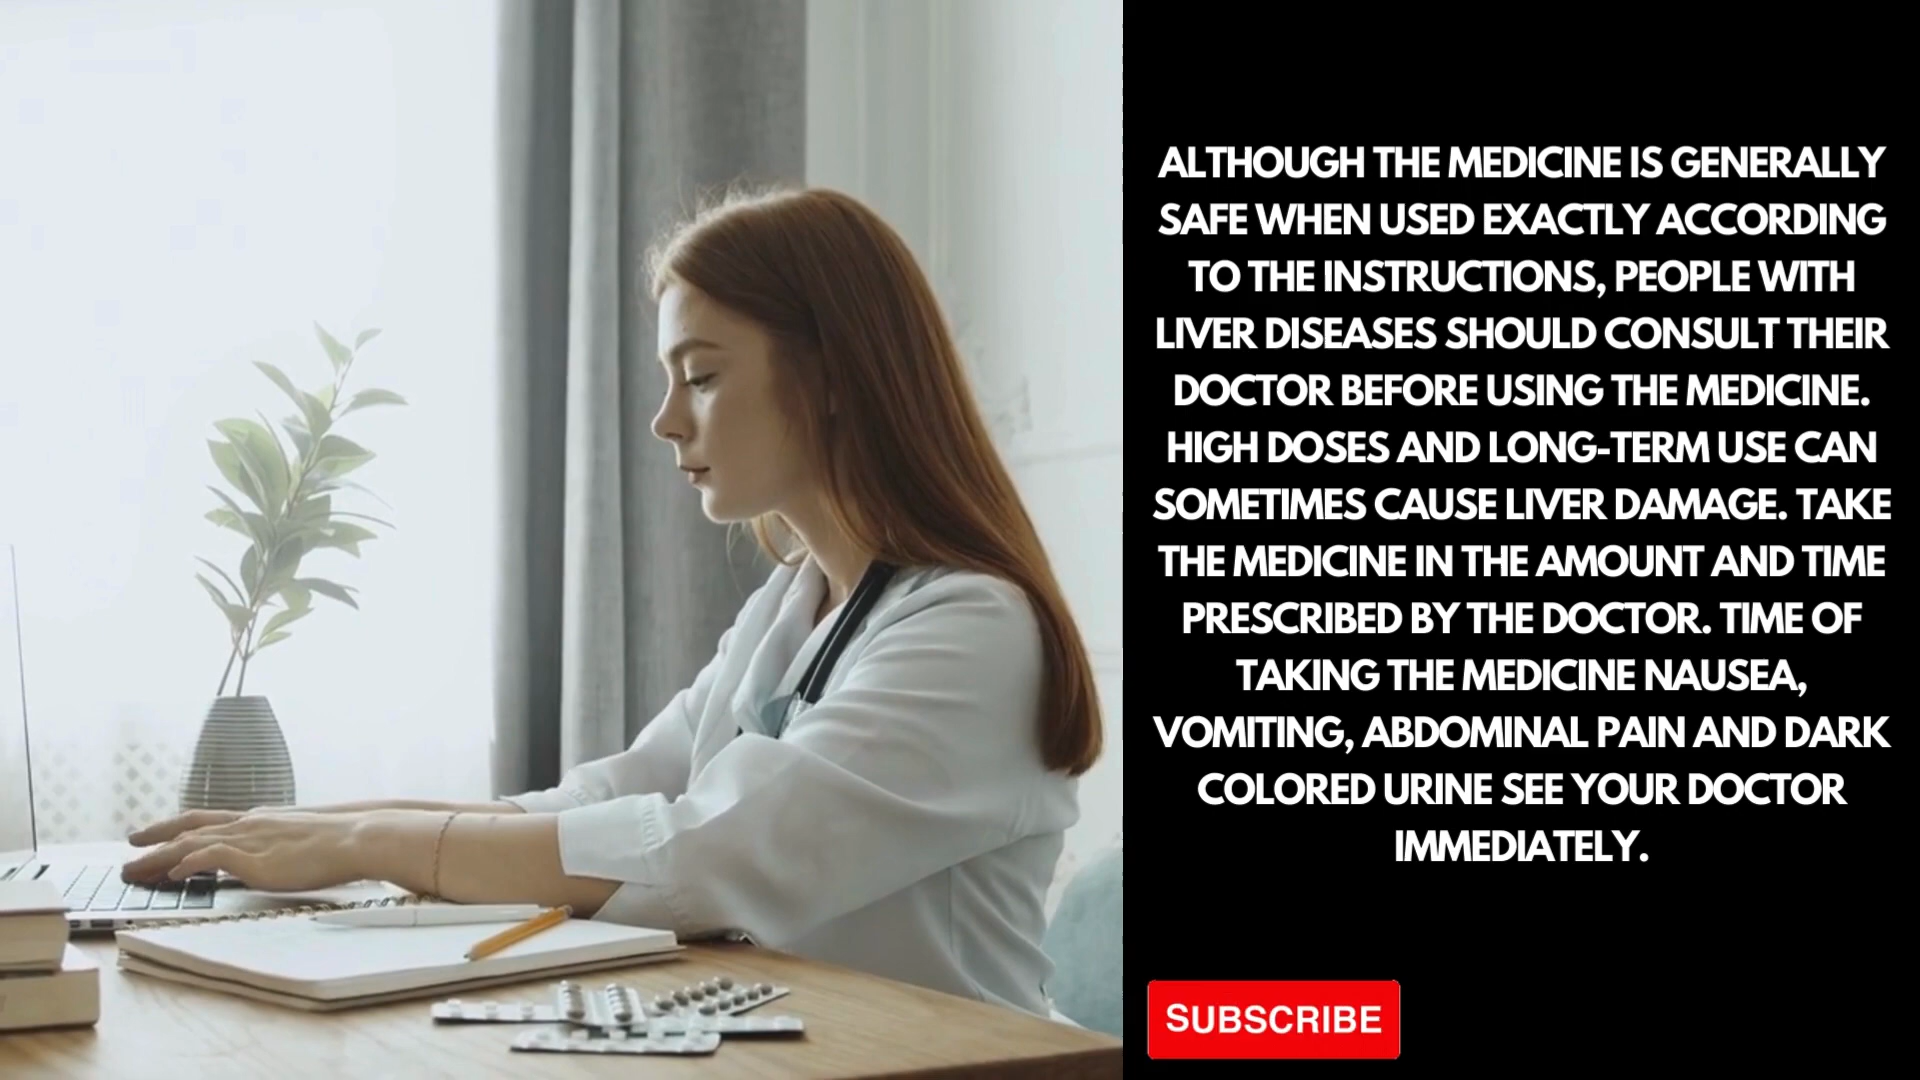 ALTHOUGH THE MEDICINE IS GENERALLY
SAFE WHEN USED EXACTLY ACCORDING
TO THE INSTRUCTIONS, PEOPLE WITH
LIVER DISEASES SHOULD CONSULT THEIR
DOCTOR BEFORE USING THE MEDICINE.
HIGH DOSES AND LONG-TERM USE CAN
SOMETIMES CAUSE LIVER DAMAGE. TAKE
THE MEDICINE IN THE AMOUNT AND TIME
PRESCRIBED BY THE DOCTOR. TIME OF
TAKING THE MEDICINE NAUSEA,
VOMITING, ABDOMINAL PAIN AND DARK
COLORED URINE SEE YOUR DOCTOR
IMMEDIATELY.
SUBSCRIBE